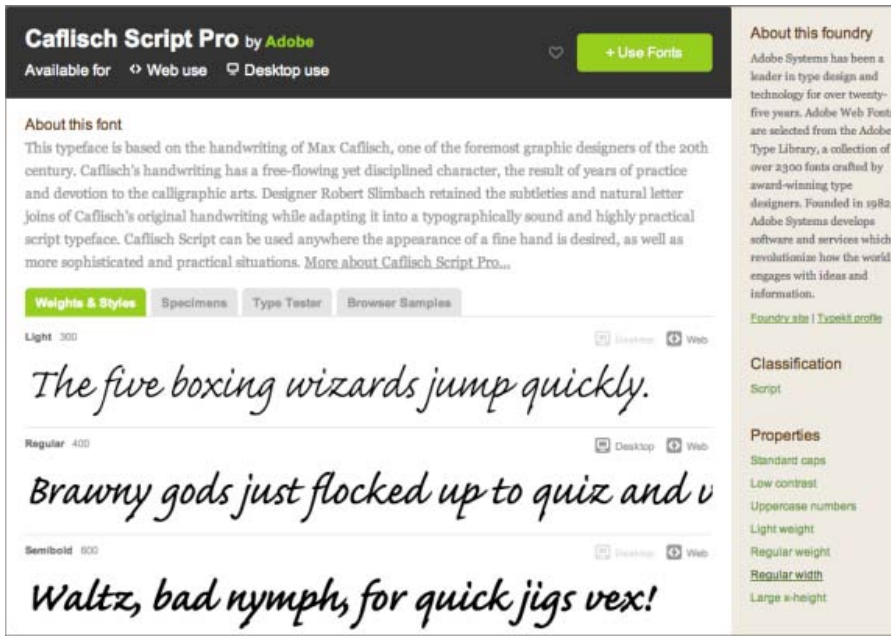 Caflisch Script Pro by Adobe
Available for Web use Desktop use
+ Use Fonts
About this font
This typeface is based on the handwriting of Max Caflisch, one of the foremost graphic designers of the 20th
century. Caflisch's handwriting has a free-flowing yet disciplined character, the result of years of practice
and devotion to the calligraphic arts. Designer Robert Slimbach retained the subtleties and natural letter
joins of Caflisch's original handwriting while adapting it into a typographically sound and highly practical
script typeface. Caflisch Script can be used anywhere the appearance of a fine hand is desired, as well as
more sophisticated and practical situations. More about Caflisch Script Pro...
Weights & Styles Specimens Type Tester Browser Samples
Light 300 Desktop Web
The five boxing wizards jump quickly.
Regular 400 Desktop Web
Brawny gods just flocked up to quiz and v
Semibold 600 Desktop Web
Waltz, bad nymph, for quick jigs vex!
About this foundry
Adobe Systems has been a
leader in type design and
technology for over twenty-
five years. Adobe Web Fonts
are selected from the Adobe
Type Library, a collection of
over 2300 fonts crafted by
award-winning type
designers. Founded in 1982,
Adobe Systems develops
software and services which
revolutionize how the world
engages with ideas and
information.
Foundry site | Typekit profile
Classification
Script
Properties
Standard caps
Low contrast
Uppercase numbers
Light weight
Regular weight
Regular width
Large x-height